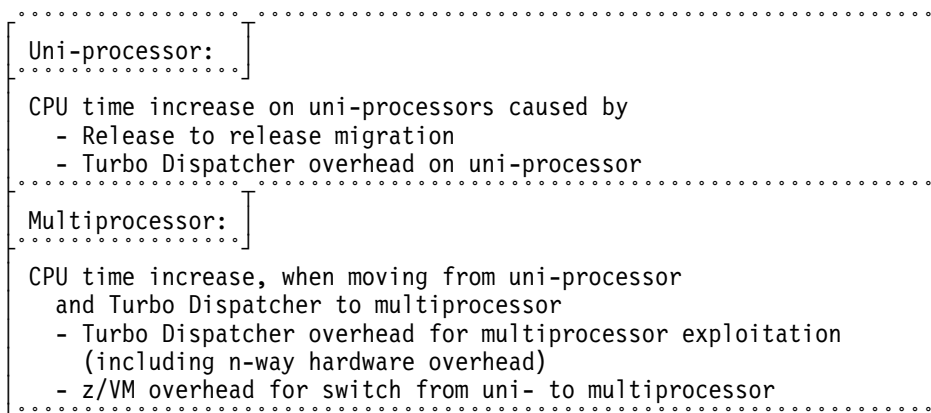 Uni-processor:
CPU time increase on uni-processors caused by
- Release to release migration
- Turbo Dispatcher overhead on uni-processor
Multiprocessor:
CPU time increase, when moving from uni-processor
and Turbo Dispatcher to multiprocessor
- Turbo Dispatcher overhead for multiprocessor exploitation
(including n-way hardware overhead)
- z/VM overhead for switch from uni- to multiprocessor